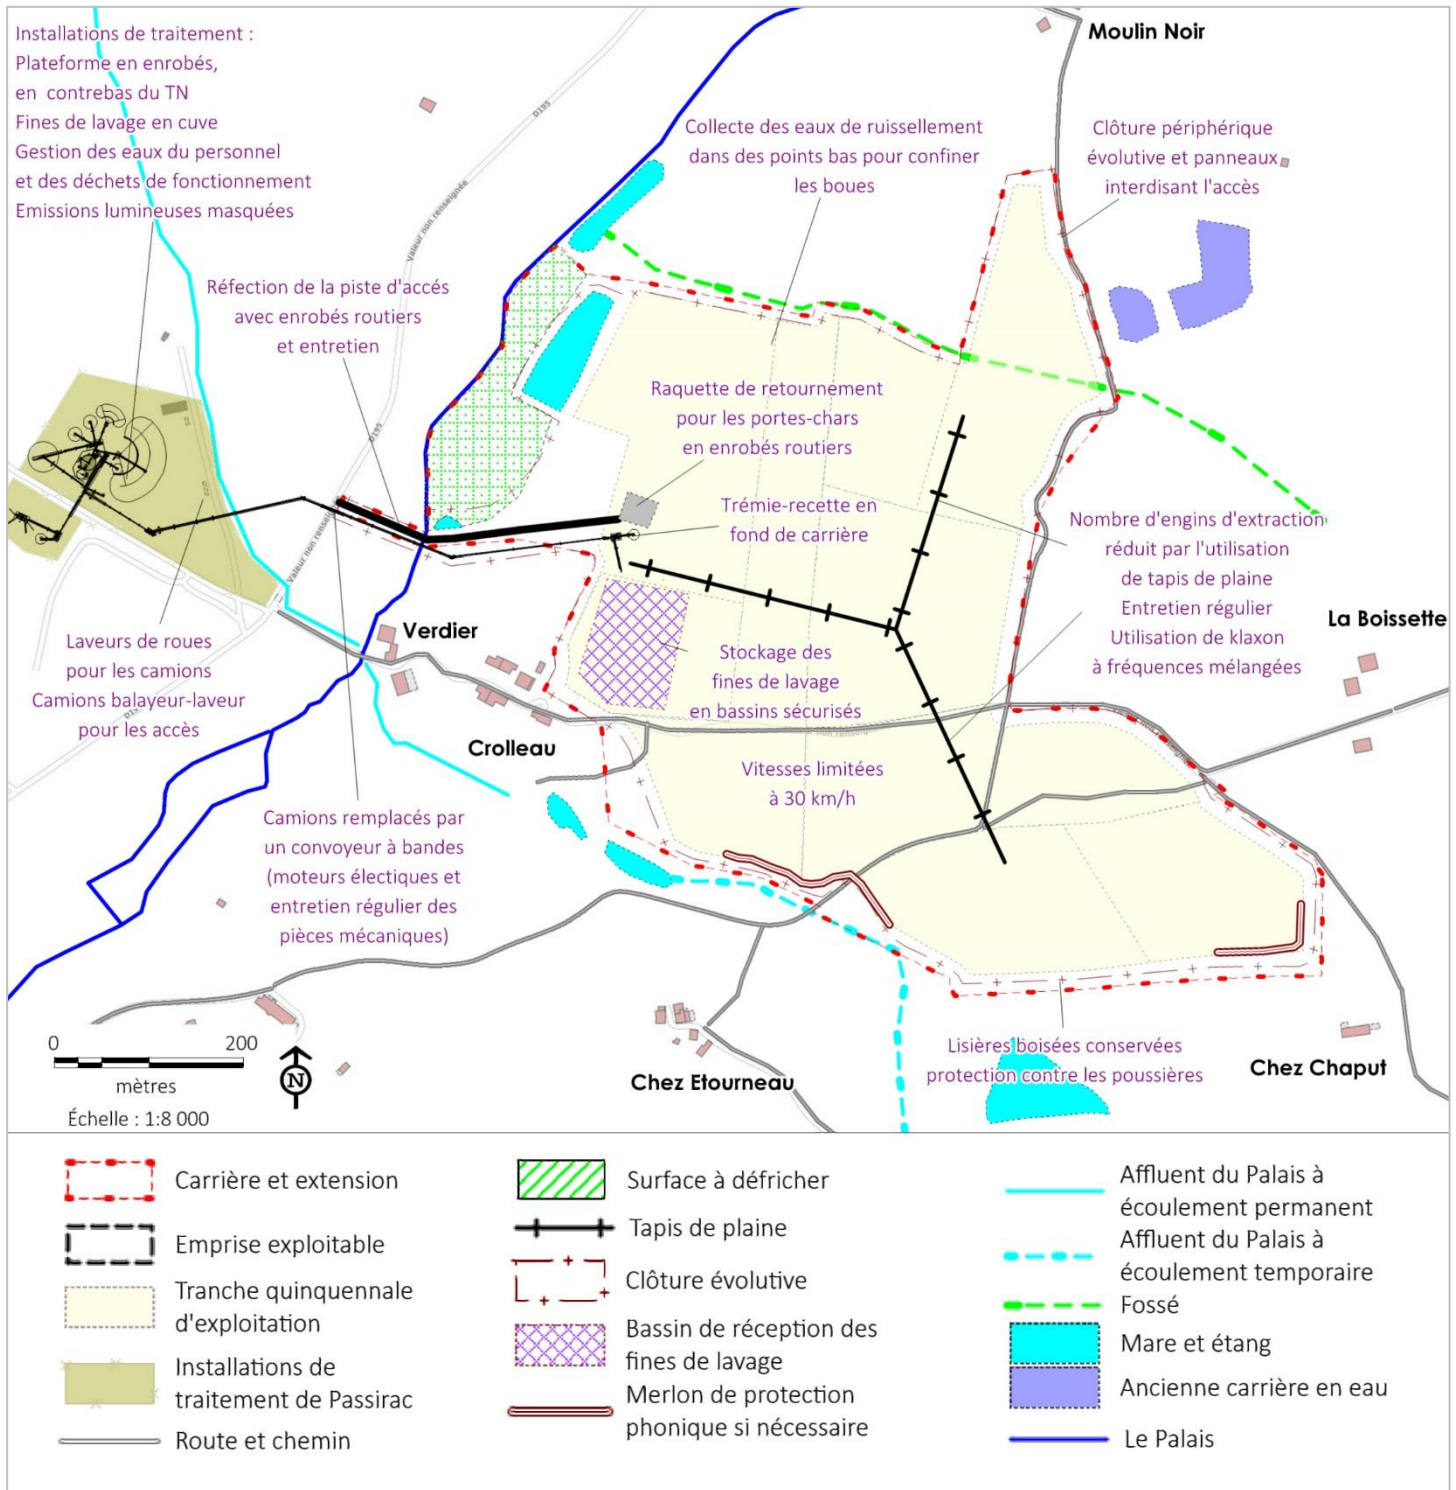 Installations de traitement :
Plateforme en enrobés,
en contrebas du TN
Fines de lavage en cuve
Gestion des eaux du personnel
et des déchets de fonctionnement
Emissions lumineuses masquées
Moulin Noir
D195
Valeur non renseignée
Collecte des eaux de ruissellement
dans des points bas pour confiner
les boues
Clôture périphérique
évolutive et panneaux
interdisant l'accès
Réfection de la piste d'accés
avec enrobés routiers
et entretien
Raquette de retournement
pour les portes-chars
en enrobés routiers
D195
Trémie-recette en
fond de carrière
Nombre d'engins d'extraction
réduit par l'utilisation
de tapis de plaine
Entretien régulier
Utilisation de klaxon
à fréquences mélangées
La Boissette
Laveurs de roues
pour les camions
Camions balayeur-laveur
pour les accès
Verdier
Stockage des
fines de lavage
en bassins sécurisés
Crolleau
Vitesses limitées
à 30 km/h
Camions remplacés par
un convoyeur à bandes
(moteurs électiques et
entretien régulier des
pièces mécaniques)
Lisières boisées conservées
protection contre les poussières
Chez Etourneau
Chez Chaput
0 200
mètres
Échelle : 1:8 000
N
Carrière et extension
Emprise exploitable
Tranche quinquennale
d'exploitation
Installations de
traitement de Passirac
Route et chemin
Surface à défricher
Tapis de plaine
Clôture évolutive
Bassin de réception des
fines de lavage
Merlon de protection
phonique si nécessaire
Affluent du Palais à
écoulement permanent
Affluent du Palais à
écoulement temporaire
Fossé
Mare et étang
Ancienne carrière en eau
Le Palais